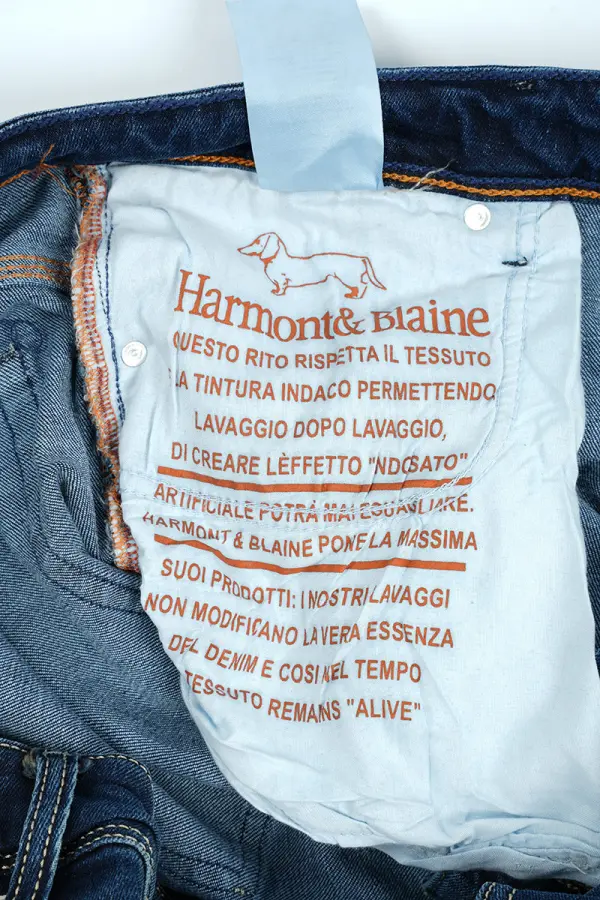 Harmont & Blaine
QUESTO RITO RISPETTA IL TESSUTO
LA TINTURA INDACO PERMETTENDO
LAVAGGIO DOPO LAVAGGIO,
DI CREARE LÈFFETTO "NDOSATO"
ARTIFICIALE POTRÀ MAI EGUAGLIARE.
HARMONT & BLAINE PONE LA MASSIMA
SUOI PRODOTTI: I NOSTRI LAVAGGI
NON MODIFICANO LA VERA ESSENZA
DEL DENIM E COSI NEL TEMPO
TESSUTO REMAINS "ALIVE"